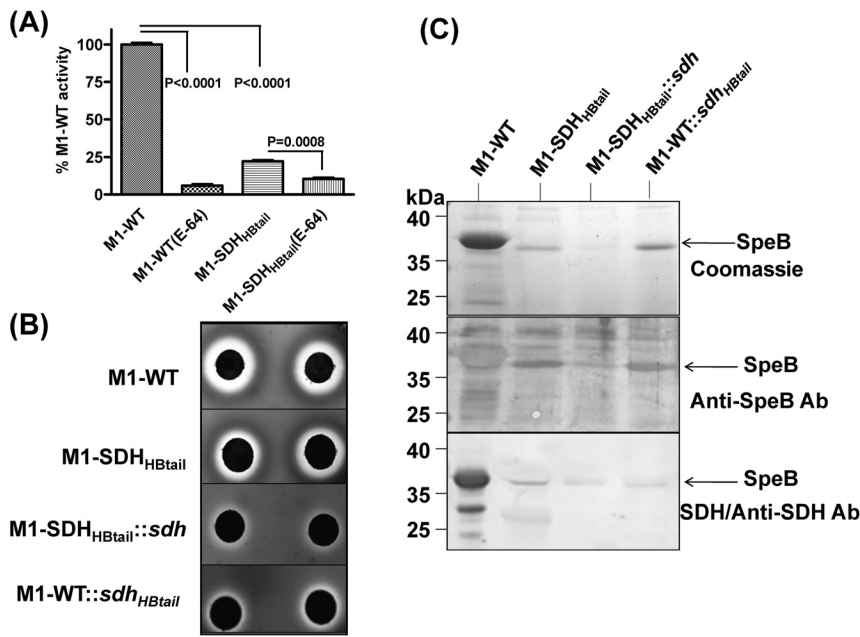 (A)
% M1-WT activity
100
75
50
25
0
P<0.0001
P<0.0001
P=0.0008
M1-WT
M1-WT(E-64)
M1-SDHHBtail
M1-SDHHBtail(E-64)
(B)
M1-WT
M1-SDHHBtail
M1-SDHHBtail::sdh
M1-WT::sdhHBtail
(C)
M1-WT
M1-SDHHBtail
M1-SDHHBtail::sdh
M1-WT::sdhHBtail
kDa
40
35
25
SpeB
Coomassie
40
35
25
SpeB
Anti-SpeB Ab
40
35
25
SpeB
SDH/Anti-SDH Ab